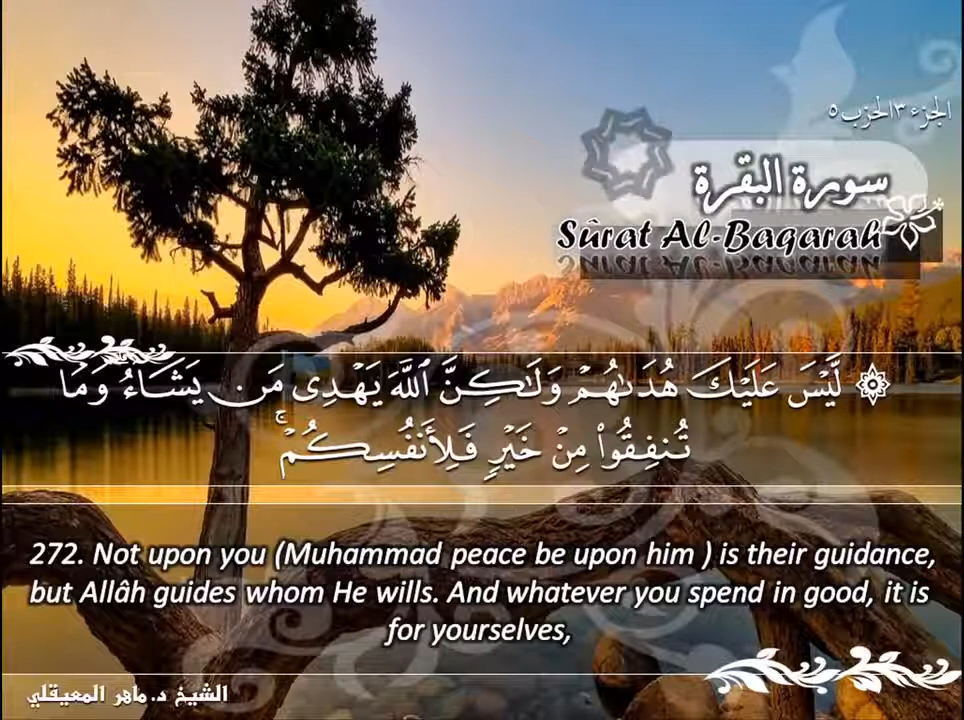 الجزء ٣ الحزب ٥
سورة البقرة
Sûrat Al-Baqarah
۞ لَّيْسَ عَلَيْكَ هُدَىٰهُمْ وَلَـٰكِنَّ ٱللَّهَ يَهْدِى مَن يَشَآءُ وَمَا
تُنفِقُوا۟ مِنْ خَيْرٍ فَلِأَنفُسِكُمْ ۚ
272. Not upon you (Muhammad peace be upon him ) is their guidance,
but Allâh guides whom He wills. And whatever you spend in good, it is
for yourselves,
الشيخ د. ماهر المعيقلي